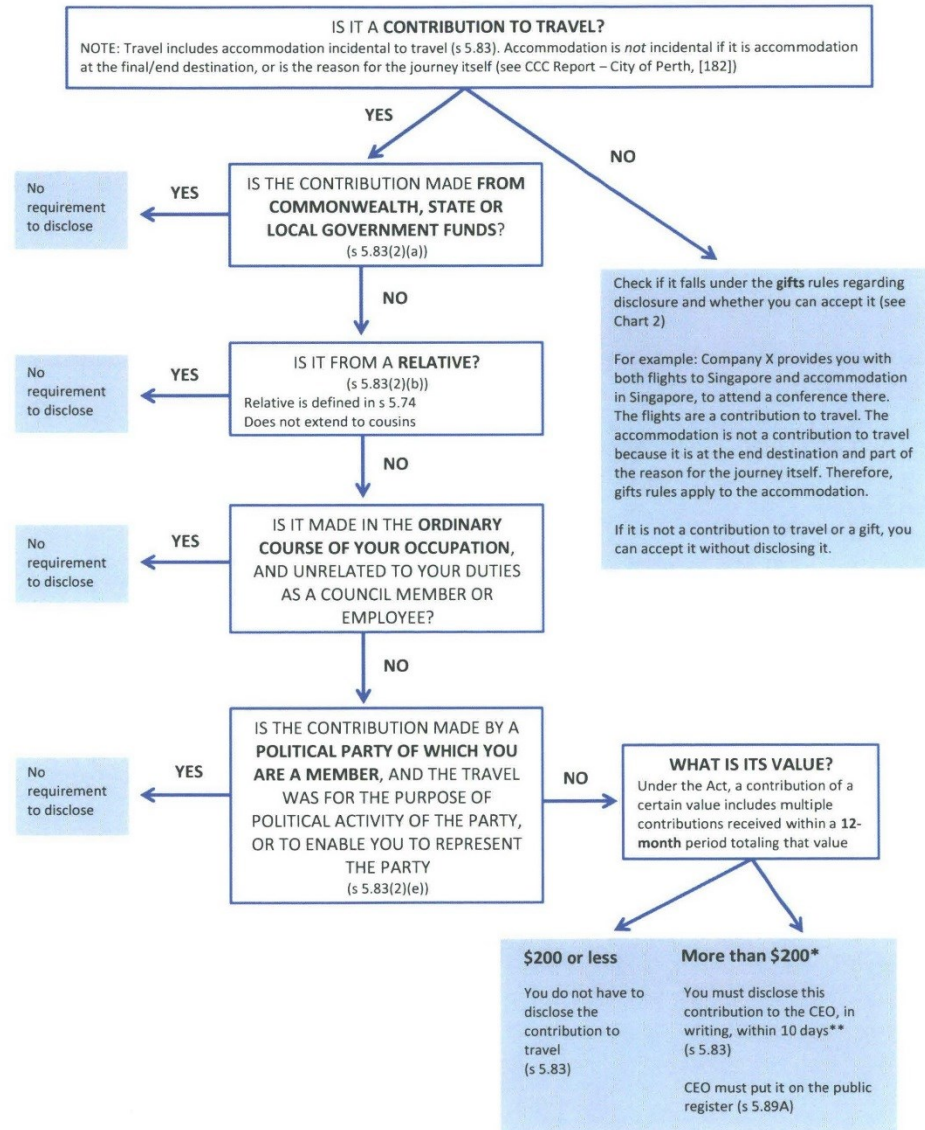 IS IT A CONTRIBUTION TO TRAVEL?
NOTE: Travel includes accommodation incidental to travel (s 5.83). Accommodation is not incidental if it is accommodation
at the final/end destination, or is the reason for the journey itself (see CCC Report – City of Perth, [182])
YES
NO
IS THE CONTRIBUTION MADE FROM
COMMONWEALTH, STATE OR
LOCAL GOVERNMENT FUNDS?
(s 5.83(2)(a))
YES
No
requirement
to disclose
NO
Check if it falls under the gifts rules regarding
disclosure and whether you can accept it (see
Chart 2)
For example: Company X provides you with
both flights to Singapore and accommodation
in Singapore, to attend a conference there.
The flights are a contribution to travel. The
accommodation is not a contribution to travel
because it is at the end destination and part of
the reason for the journey itself. Therefore,
gifts rules apply to the accommodation.
If it is not a contribution to travel or a gift, you
can accept it without disclosing it.
IS IT FROM A RELATIVE?
(s 5.83(2)(b))
Relative is defined in s 5.74
Does not extend to cousins
YES
No
requirement
to disclose
NO
IS IT MADE IN THE ORDINARY
COURSE OF YOUR OCCUPATION,
AND UNRELATED TO YOUR DUTIES
AS A COUNCIL MEMBER OR
EMPLOYEE?
YES
No
requirement
to disclose
NO
IS THE CONTRIBUTION MADE BY A
POLITICAL PARTY OF WHICH YOU
ARE A MEMBER, AND THE TRAVEL
WAS FOR THE PURPOSE OF
POLITICAL ACTIVITY OF THE PARTY,
OR TO ENABLE YOU TO REPRESENT
THE PARTY
(s 5.83(2)(e))
YES
No
requirement
to disclose
NO
WHAT IS ITS VALUE?
Under the Act, a contribution of a
certain value includes multiple
contributions received within a 12-
month period totaling that value
$200 or less
You do not have to
disclose the
contribution to
travel
(s 5.83)
More than $200*
You must disclose this
contribution to the CEO, in
writing, within 10 days**
(s 5.83)
CEO must put it on the public
register (s 5.89A)